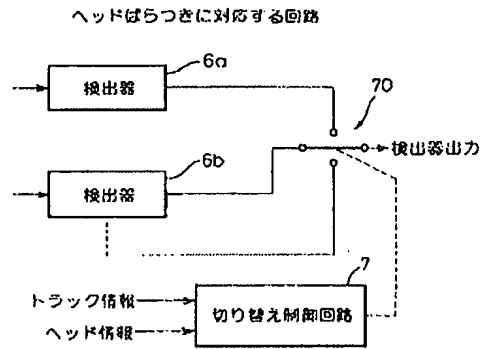 ヘッドばらつきに対応する回路
6a
検出器
70
検出器出力
6b
検出器
7
トラック情報
切り替え制御回路
ヘッド情報